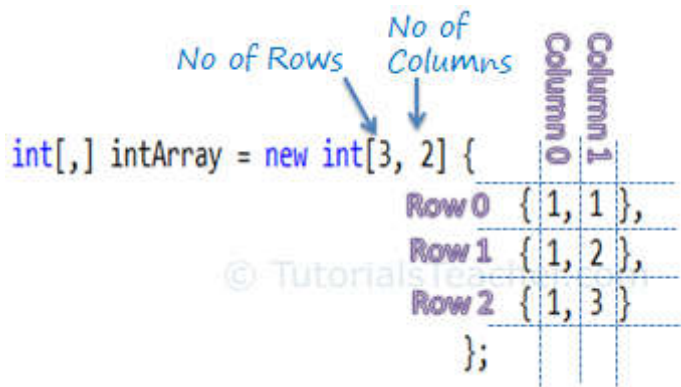 No of Rows
No of
Columns
Column 0
Column 1
int[,] intArray = new int[3, 2] {
Row 0 { 1, 1 },
Row 1 { 1, 2 },
© TutorialsTeacher.com
Row 2 { 1, 3 }
};